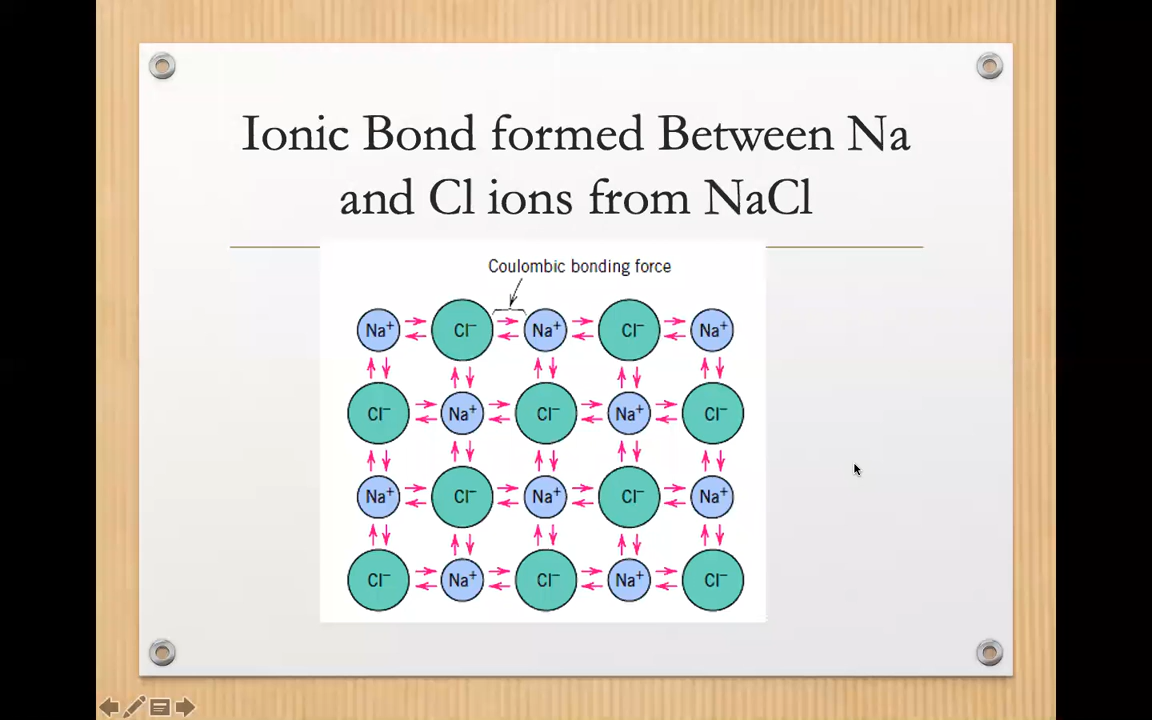 Ionic Bond formed Between Na
and Cl ions from NaCl
Coulombic bonding force
Na⁺ Cl⁻ Na⁺ Cl⁻ Na⁺
Cl⁻ Na⁺ Cl⁻ Na⁺ Cl⁻
Na⁺ Cl⁻ Na⁺ Cl⁻ Na⁺
Cl⁻ Na⁺ Cl⁻ Na⁺ Cl⁻